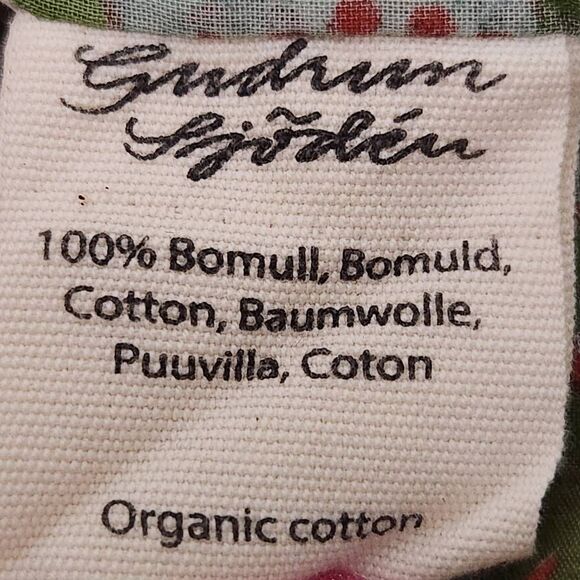 Gudrun
Sjödén
100% Bomull, Bomuld,
Cotton, Baumwolle,
Puuvilla, Coton
Organic cotton